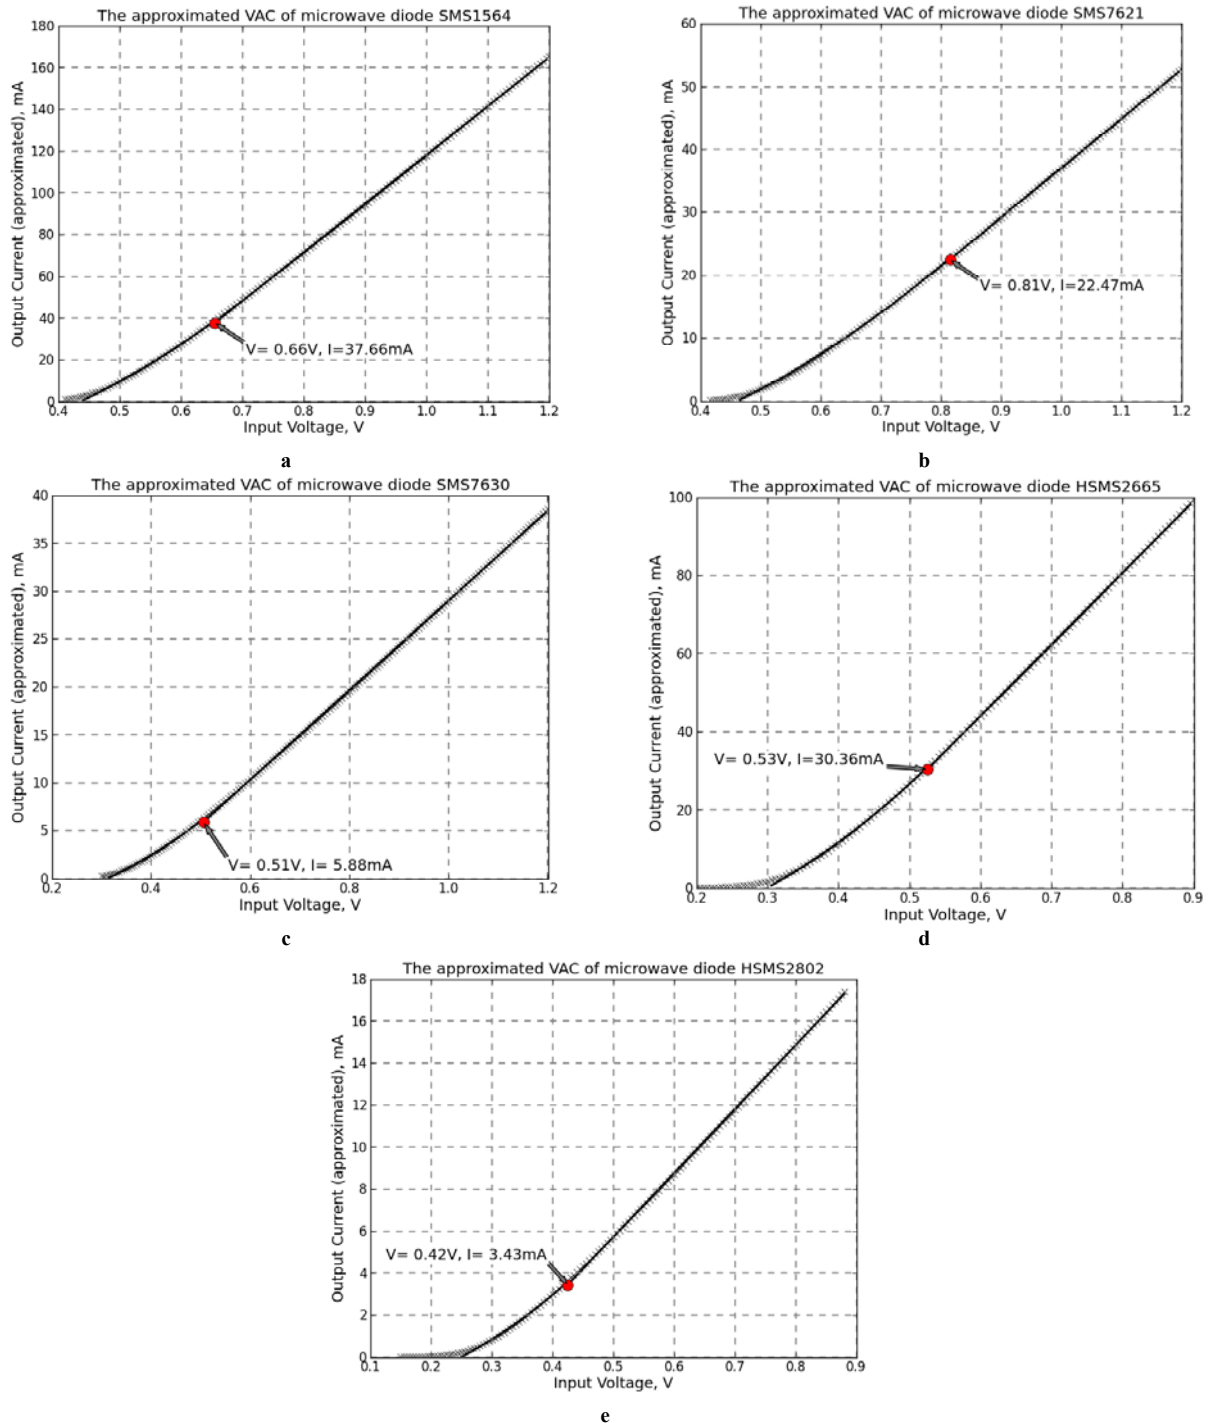 The approximated VAC of microwave diode SMS1564
180
160
140
120
100
80
60
40
20
0
Output Current (approximated), mA
V= 0.66V, I=37.66mA
0.4 0.5 0.6 0.7 0.8 0.9 1.0 1.1 1.2
Input Voltage, V
a
The approximated VAC of microwave diode SMS7621
60
50
40
30
20
10
0
Output Current (approximated), mA
V= 0.81V, I=22.47mA
0.4 0.5 0.6 0.7 0.8 0.9 1.0 1.1 1.2
Input Voltage, V
b
The approximated VAC of microwave diode SMS7630
40
35
30
25
20
15
10
5
0
Output Current (approximated), mA
V= 0.51V, I= 5.88mA
0.2 0.4 0.6 0.8 1.0 1.2
Input Voltage, V
c
The approximated VAC of microwave diode HSMS2665
100
80
60
40
20
0
Output Current (approximated), mA
V= 0.53V, I=30.36mA
0.2 0.3 0.4 0.5 0.6 0.7 0.8 0.9
Input Voltage, V
d
The approximated VAC of microwave diode HSMS2802
18
16
14
12
10
8
6
4
2
0
Output Current (approximated), mA
V= 0.42V, I= 3.43mA
0.1 0.2 0.3 0.4 0.5 0.6 0.7 0.8 0.9
Input Voltage, V
e